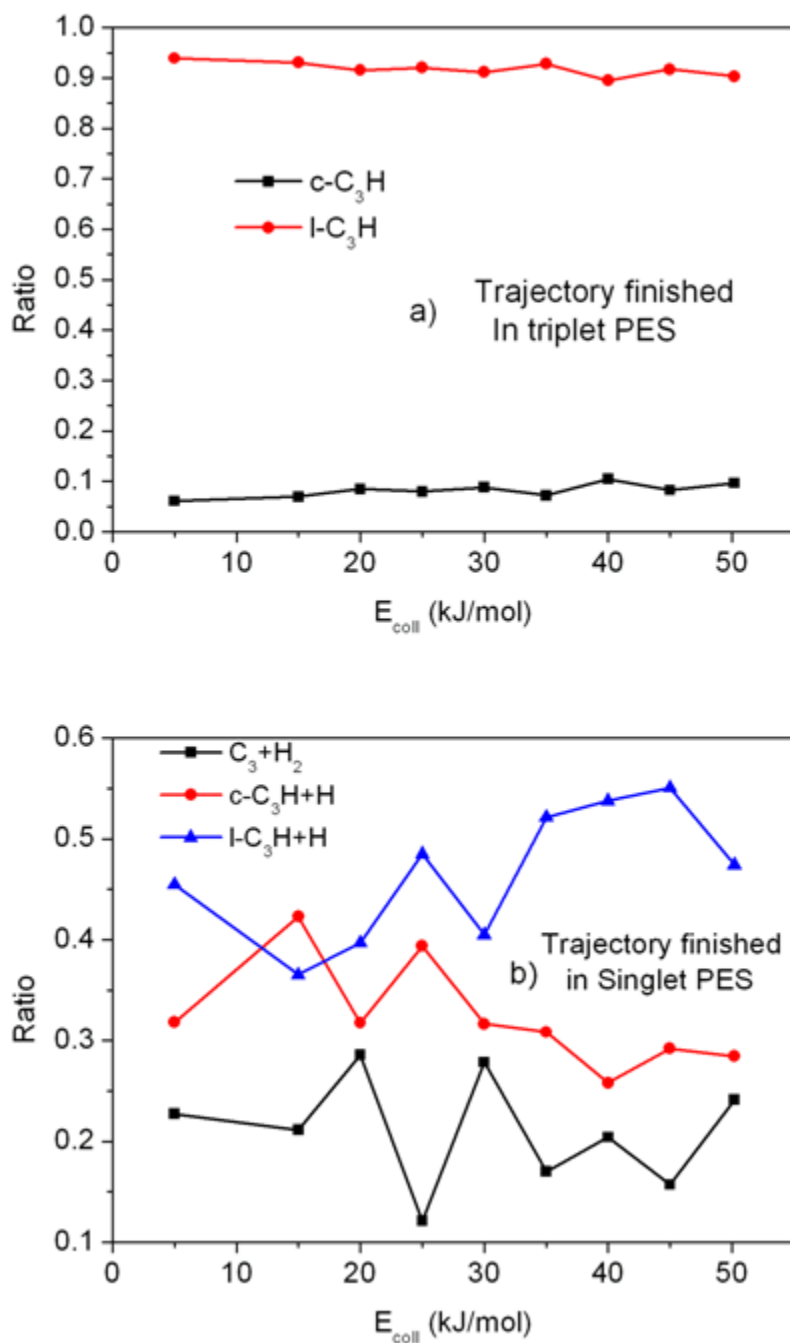 1.0
0.9
0.8
0.7
0.6
0.5
0.4
0.3
0.2
0.1
0.0
Ratio
c-C₃H
l-C₃H
a) Trajectory finished
In triplet PES
0 10 20 30 40 50
E_coll (kJ/mol)
0.6
0.5
0.4
0.3
0.2
0.1
Ratio
C₃+H₂
c-C₃H+H
l-C₃H+H
b) Trajectory finished
in Singlet PES
0 10 20 30 40 50
E_coll (kJ/mol)